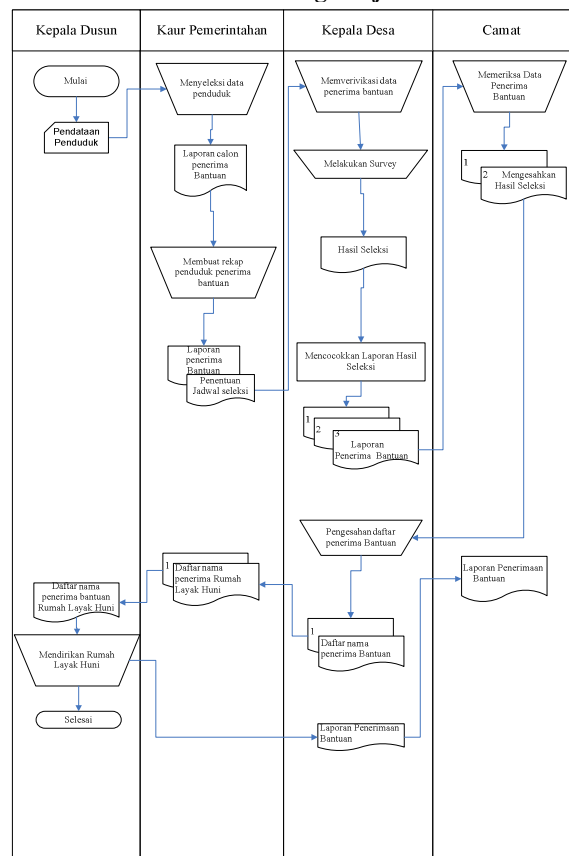 Kepala Dusun
Kaur Pemerintahan
Kepala Desa
Camat
Mulai
Pendataan
Penduduk
Menyeleksi data
penduduk
Laporan calon
penerima
Bantuan
Membuat rekap
penduduk penerima
bantuan
Laporan
penerima
Bantuan
Penentuan
Jadwal seleksi
Memverivikasi data
penerima bantuan
Melakukan Survey
Hasil Seleksi
Mencocokkan Laporan Hasil
Seleksi
1
2
3
Laporan
Penerima Bantuan
Memeriksa Data
Penerima
Bantuan
1
2
Mengesahkan
Hasil Seleksi
Pengesahan daftar
penerima Bantuan
1
Daftar nama
penerima Bantuan
1
Daftar nama
penerima Rumah
Layak Huni
Daftar nama
penerima bantuan
Rumah Layak Huni
Mendirikan Rumah
Layak Huni
Selesai
Laporan Penerimaan
Bantuan
Laporan Penerimaan
Bantuan